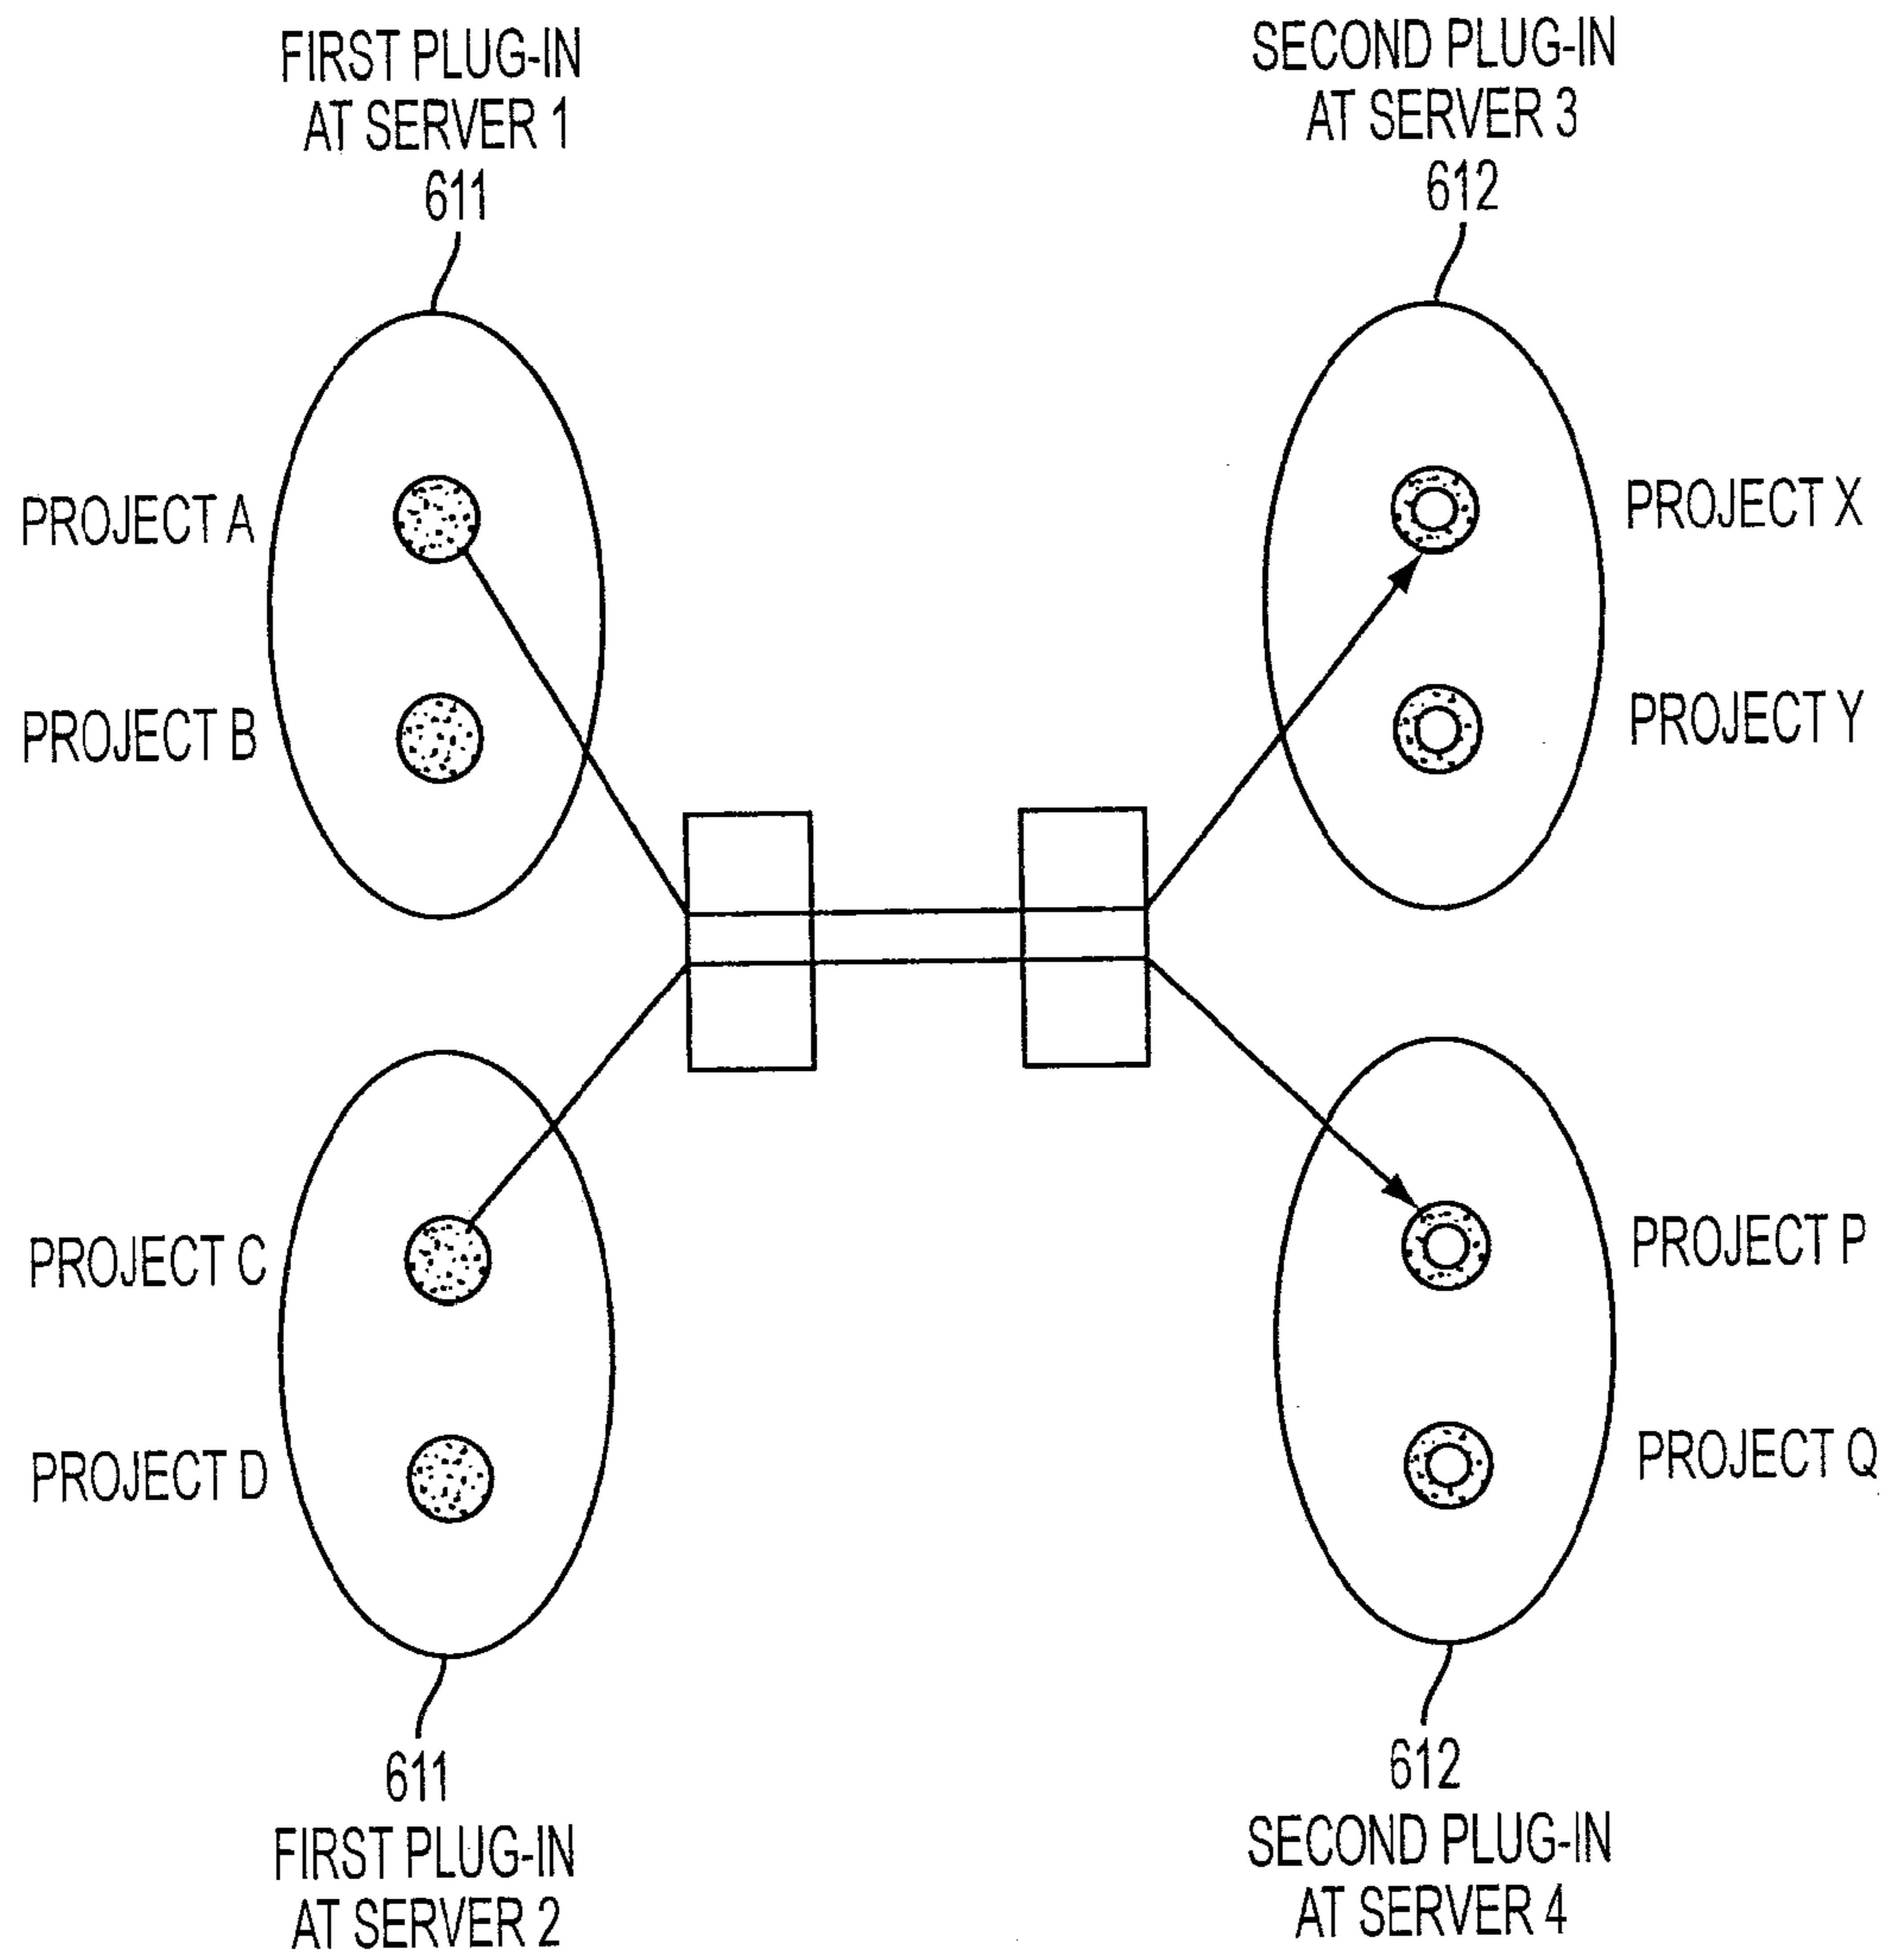 FIRST PLUG-IN
AT SERVER 1
611
SECOND PLUG-IN
AT SERVER 3
612
PROJECT A
PROJECT X
PROJECT B
PROJECT Y
PROJECT C
PROJECT P
PROJECT D
PROJECT Q
611
FIRST PLUG-IN
AT SERVER 2
612
SECOND PLUG-IN
AT SERVER 4